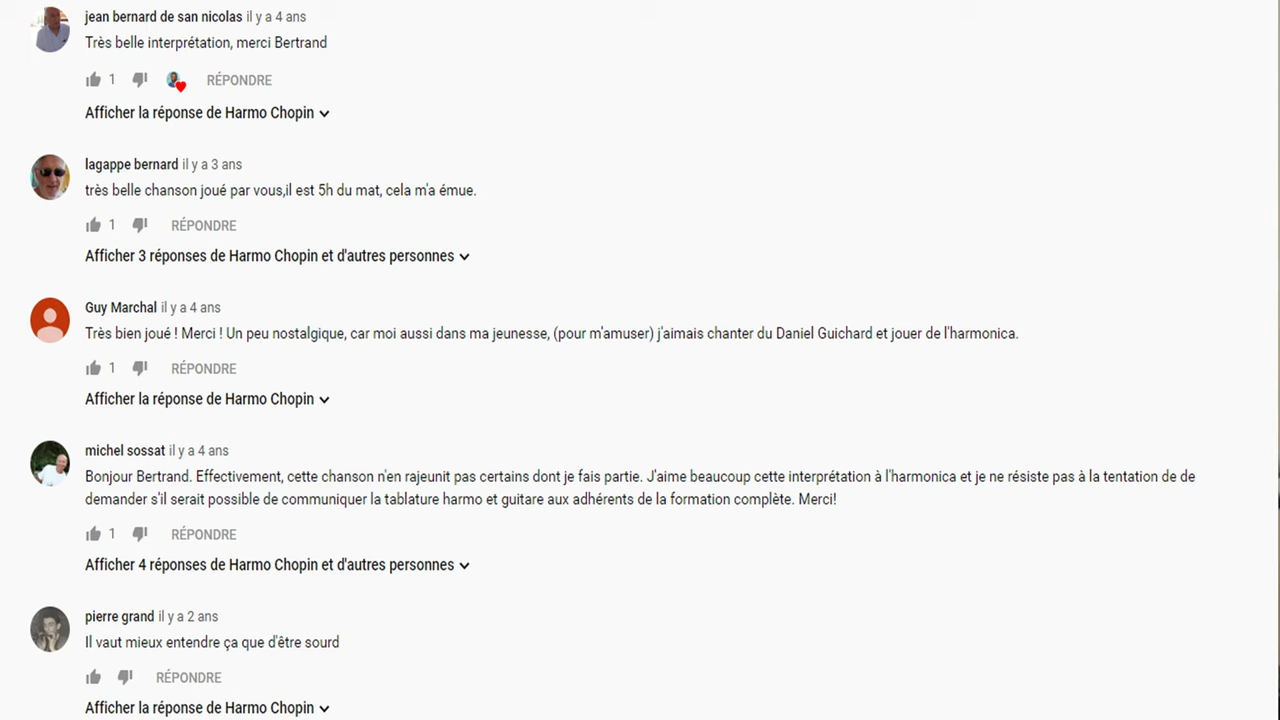 jean bernard de san nicolas il y a 4 ans
Très belle interprétation, merci Bertrand
1 RÉPONDRE
Afficher la réponse de Harmo Chopin
lagappe bernard il y a 3 ans
très belle chanson joué par vous,il est 5h du mat, cela m'a émue.
1 RÉPONDRE
Afficher 3 réponses de Harmo Chopin et d'autres personnes
Guy Marchal il y a 4 ans
Très bien joué ! Merci ! Un peu nostalgique, car moi aussi dans ma jeunesse, (pour m'amuser) j'aimais chanter du Daniel Guichard et jouer de l'harmonica.
1 RÉPONDRE
Afficher la réponse de Harmo Chopin
michel sossat il y a 4 ans
Bonjour Bertrand. Effectivement, cette chanson n'en rajeunit pas certains dont je fais partie. J'aime beaucoup cette interprétation à l'harmonica et je ne résiste pas à la tentation de de
demander s'il serait possible de communiquer la tablature harmo et guitare aux adhérents de la formation complète. Merci!
1 RÉPONDRE
Afficher 4 réponses de Harmo Chopin et d'autres personnes
pierre grand il y a 2 ans
Il vaut mieux entendre ça que d'être sourd
RÉPONDRE
Afficher la réponse de Harmo Chopin